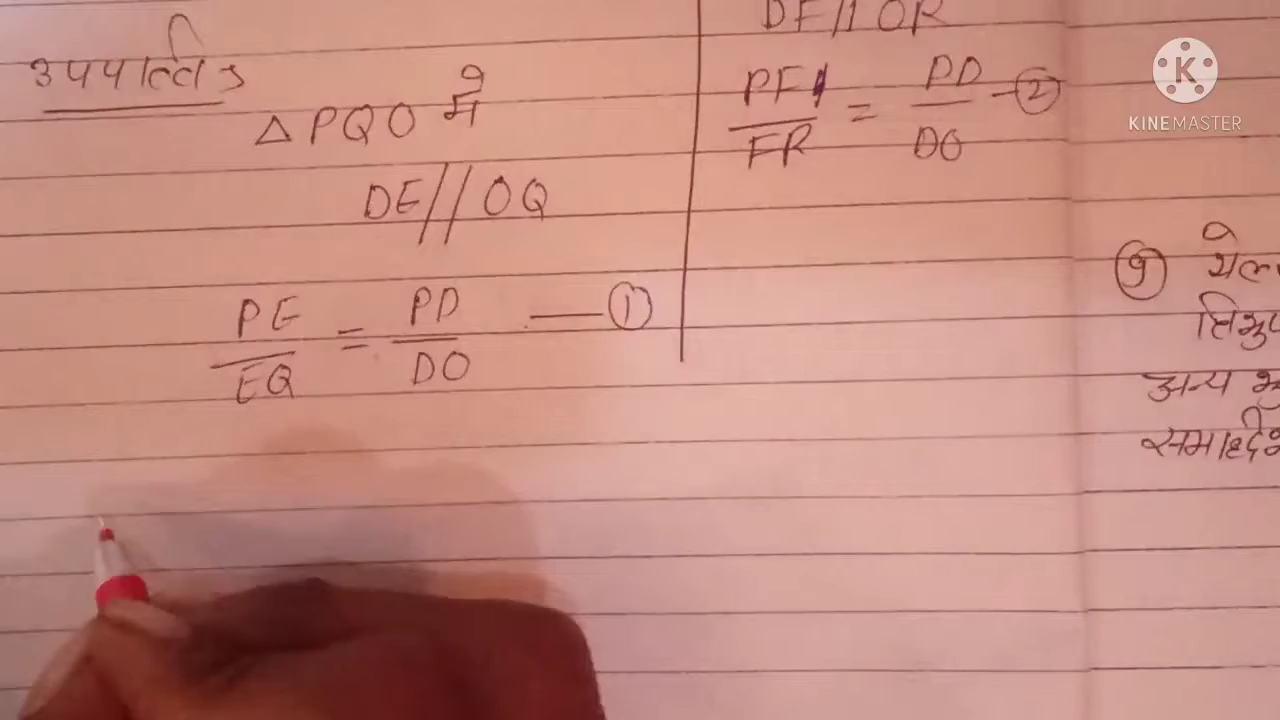 उपपत्ति
△PQO में
DE//OQ
PE/EQ = PD/DO —①
DF//OR
PF/FR = PD/DO —②
KINEMASTER